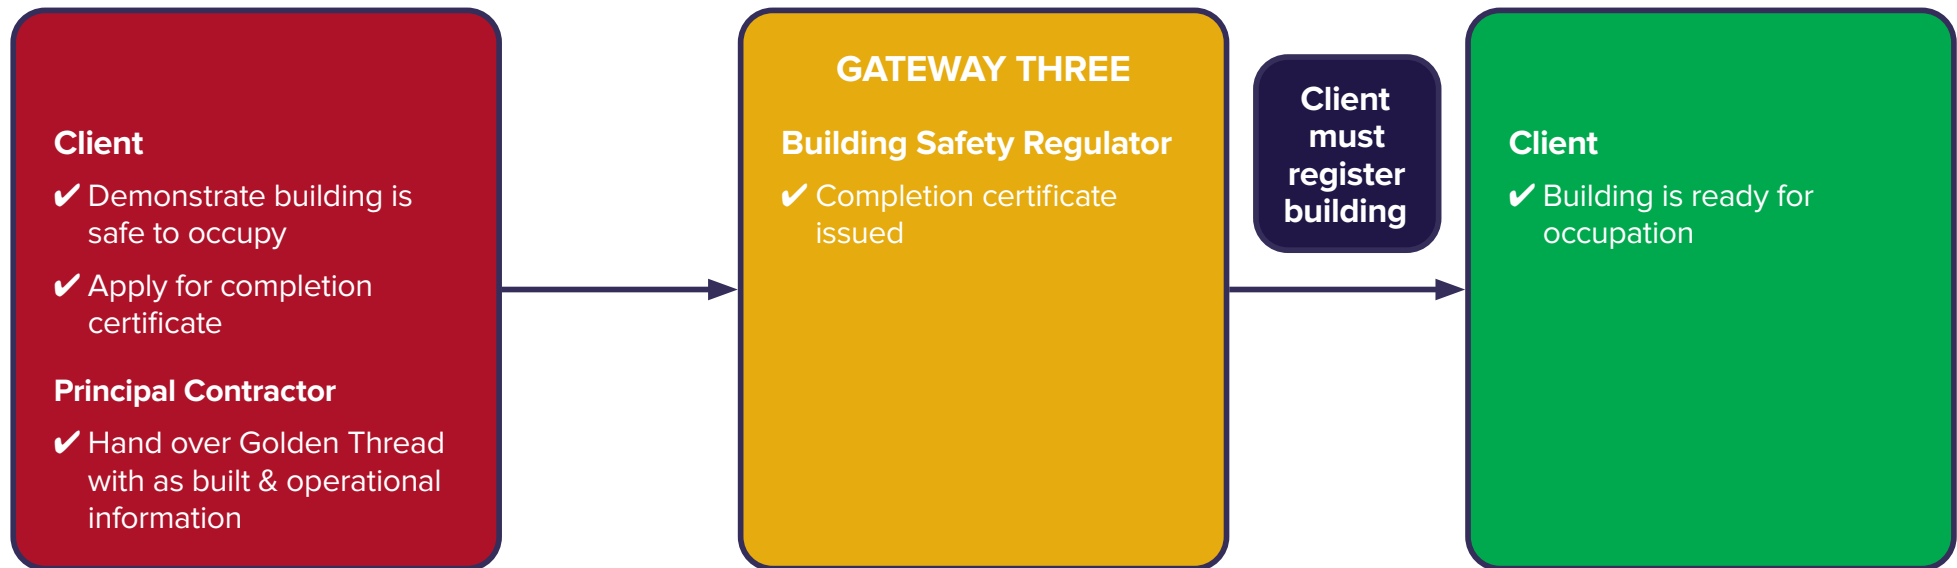 Client
✔ Demonstrate building is
safe to occupy
✔ Apply for completion
certificate
Principal Contractor
✔ Hand over Golden Thread
with as built & operational
information
GATEWAY THREE
Building Safety Regulator
✔ Completion certificate
issued
Client
must
register
building
Client
✔ Building is ready for
occupation